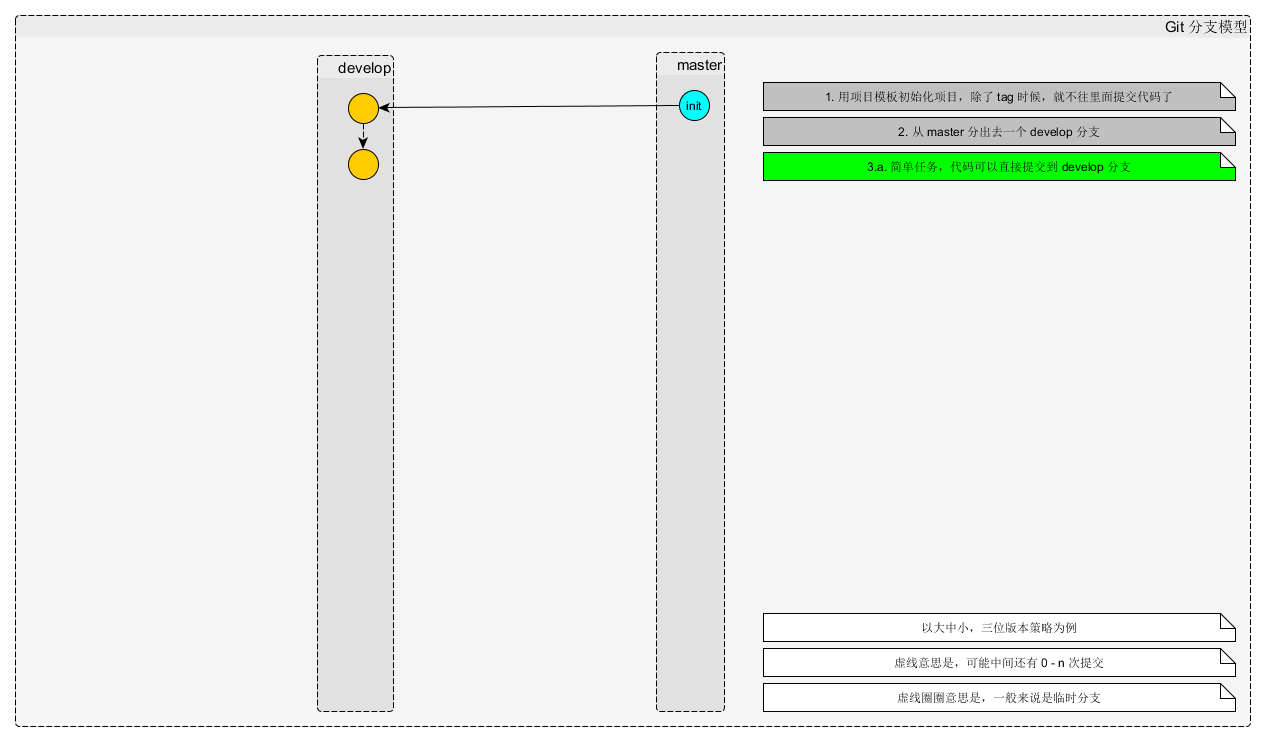 Git 分支模型
develop
master
init
1. 用项目模板初始化项目，除了 tag 时候，就不往里面提交代码了
2. 从 master 分出去一个 develop 分支
3.a. 简单任务，代码可以直接提交到 develop 分支
以大中小，三位版本策略为例
虚线意思是，可能中间还有 0 - n 次提交
虚线圈圈意思是，一般来说是临时分支